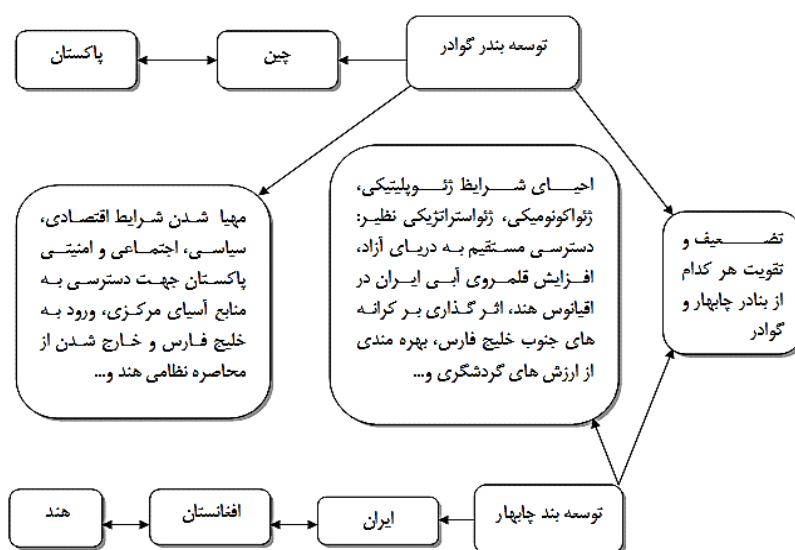 توسعه بندر گوادر
چین
پاکستان
احیای شرایظ ژئوپلیتیکی،
ژئواکونومیکی، ژئواستراتژیکی نظیر:
دسترسی مستقیم به دریای آزاد،
افزایش قلمروی آبی ایران در
اقیانوس هند، اثر گذاری بر کرانه
های جنوب خلیج فارس، بهره مندی
از ارزش های گردشگری و...
مهیا شدن شرایط اقتصادی،
سیاسی، اجتماعی و امنیتی
پاکستان جهت دسترسی به
منابع آسیای مرکزی، ورود به
خلیج فارس و خارج شدن از
محاصره نظامی هند و...
تضعیف و
تقویت هر کدام
از بنادر چابهار و
گوادر
توسعه بند چابهار
ایران
افغانستان
هند